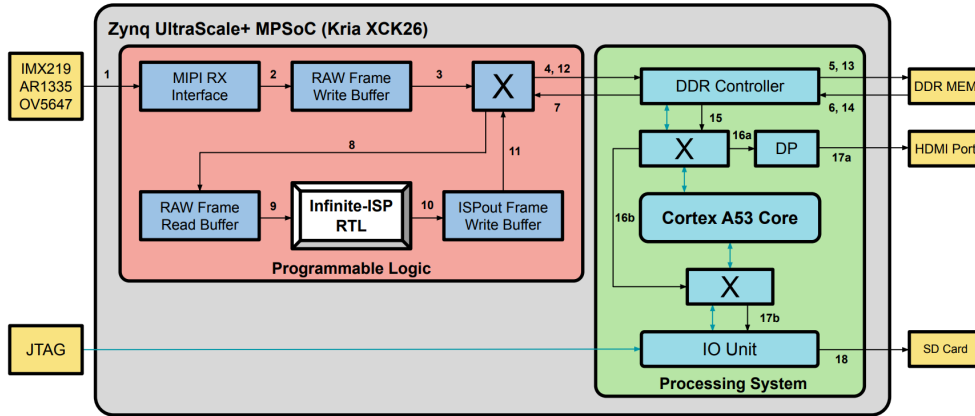 Zynq UltraScale+ MPSoC (Kria XCK26)
IMX219
AR1335
OV5647
1
MIPI RX
Interface
2
RAW Frame
Write Buffer
3
X
4, 12
7
DDR Controller
5, 13
6, 14
DDR MEM
15
8
11
X
16a
DP
17a
HDMI Port
RAW Frame
Read Buffer
9
Infinite-ISP
RTL
10
ISPout Frame
Write Buffer
16b
Cortex A53 Core
Programmable Logic
X
17b
JTAG
IO Unit
18
SD Card
Processing System